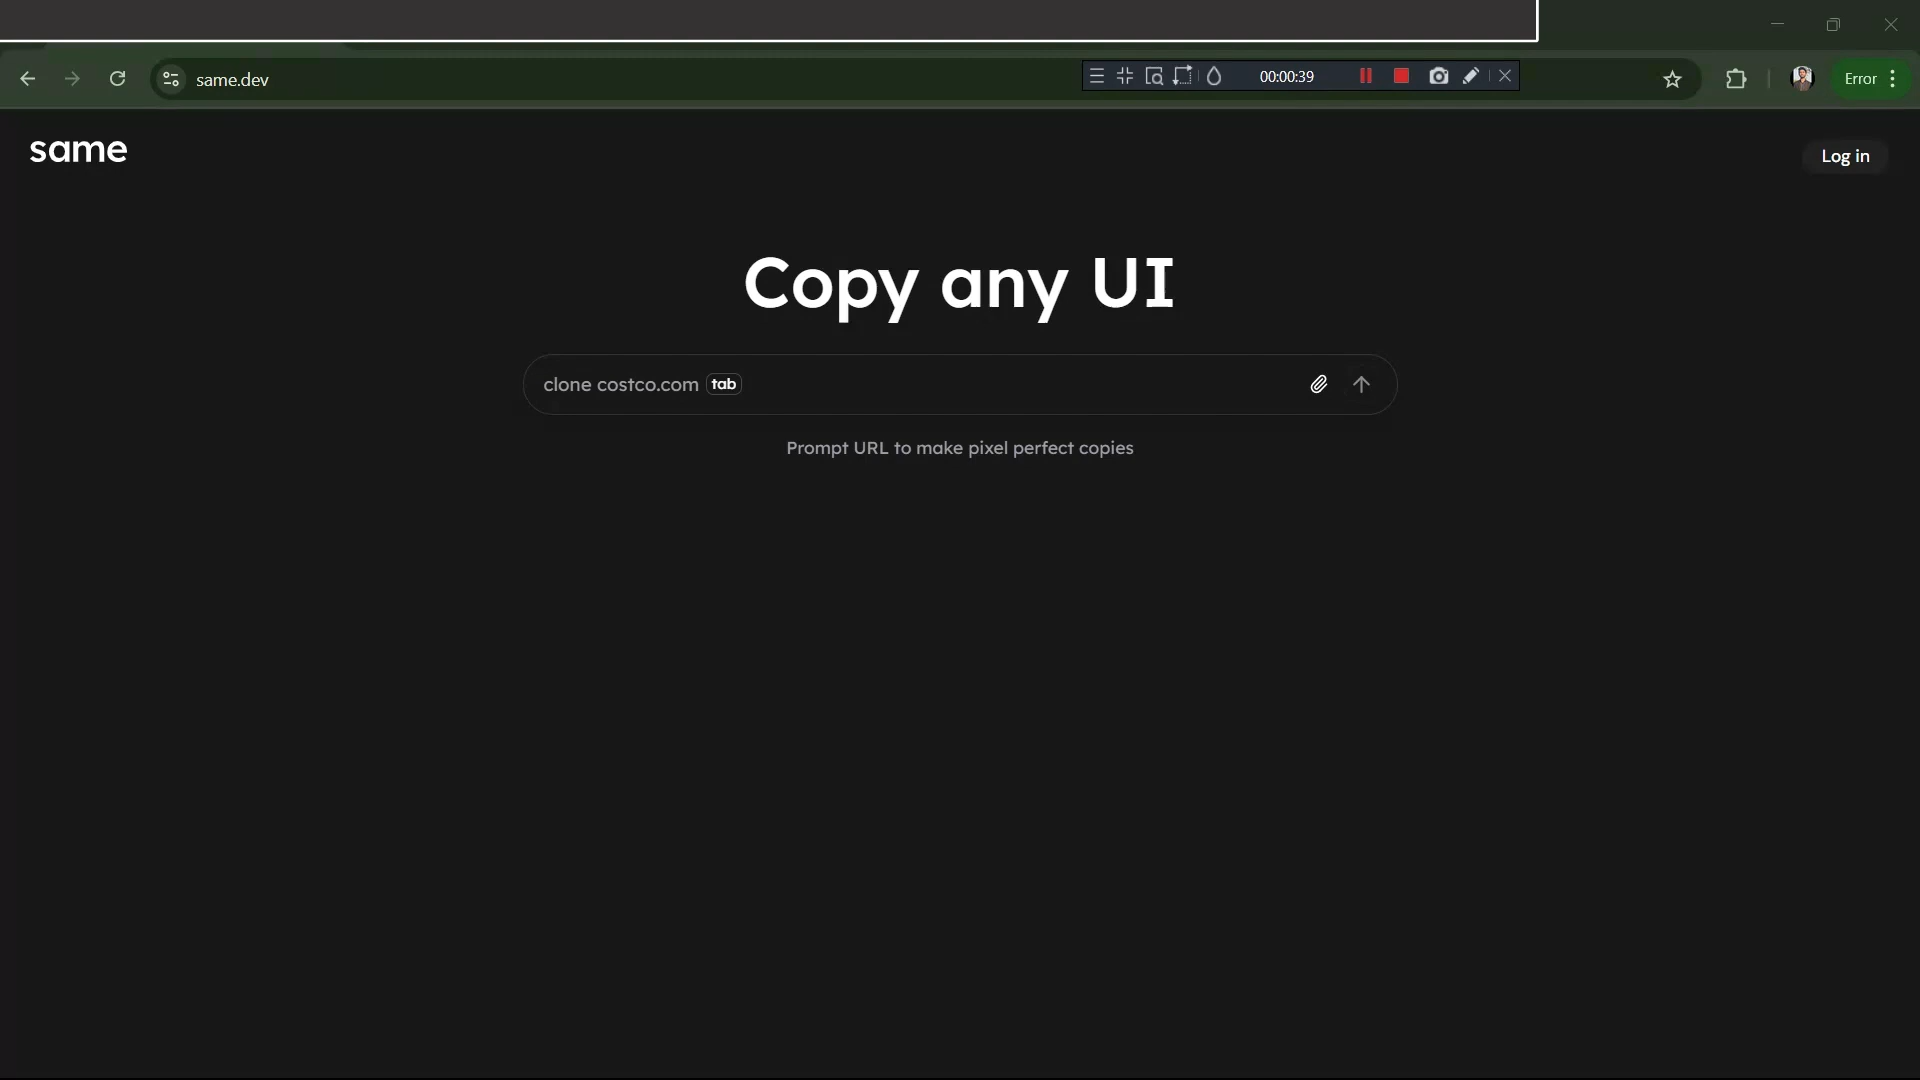 same.dev
00:00:39
Error
same
Log in
Copy any UI
clone costco.com tab
Prompt URL to make pixel perfect copies